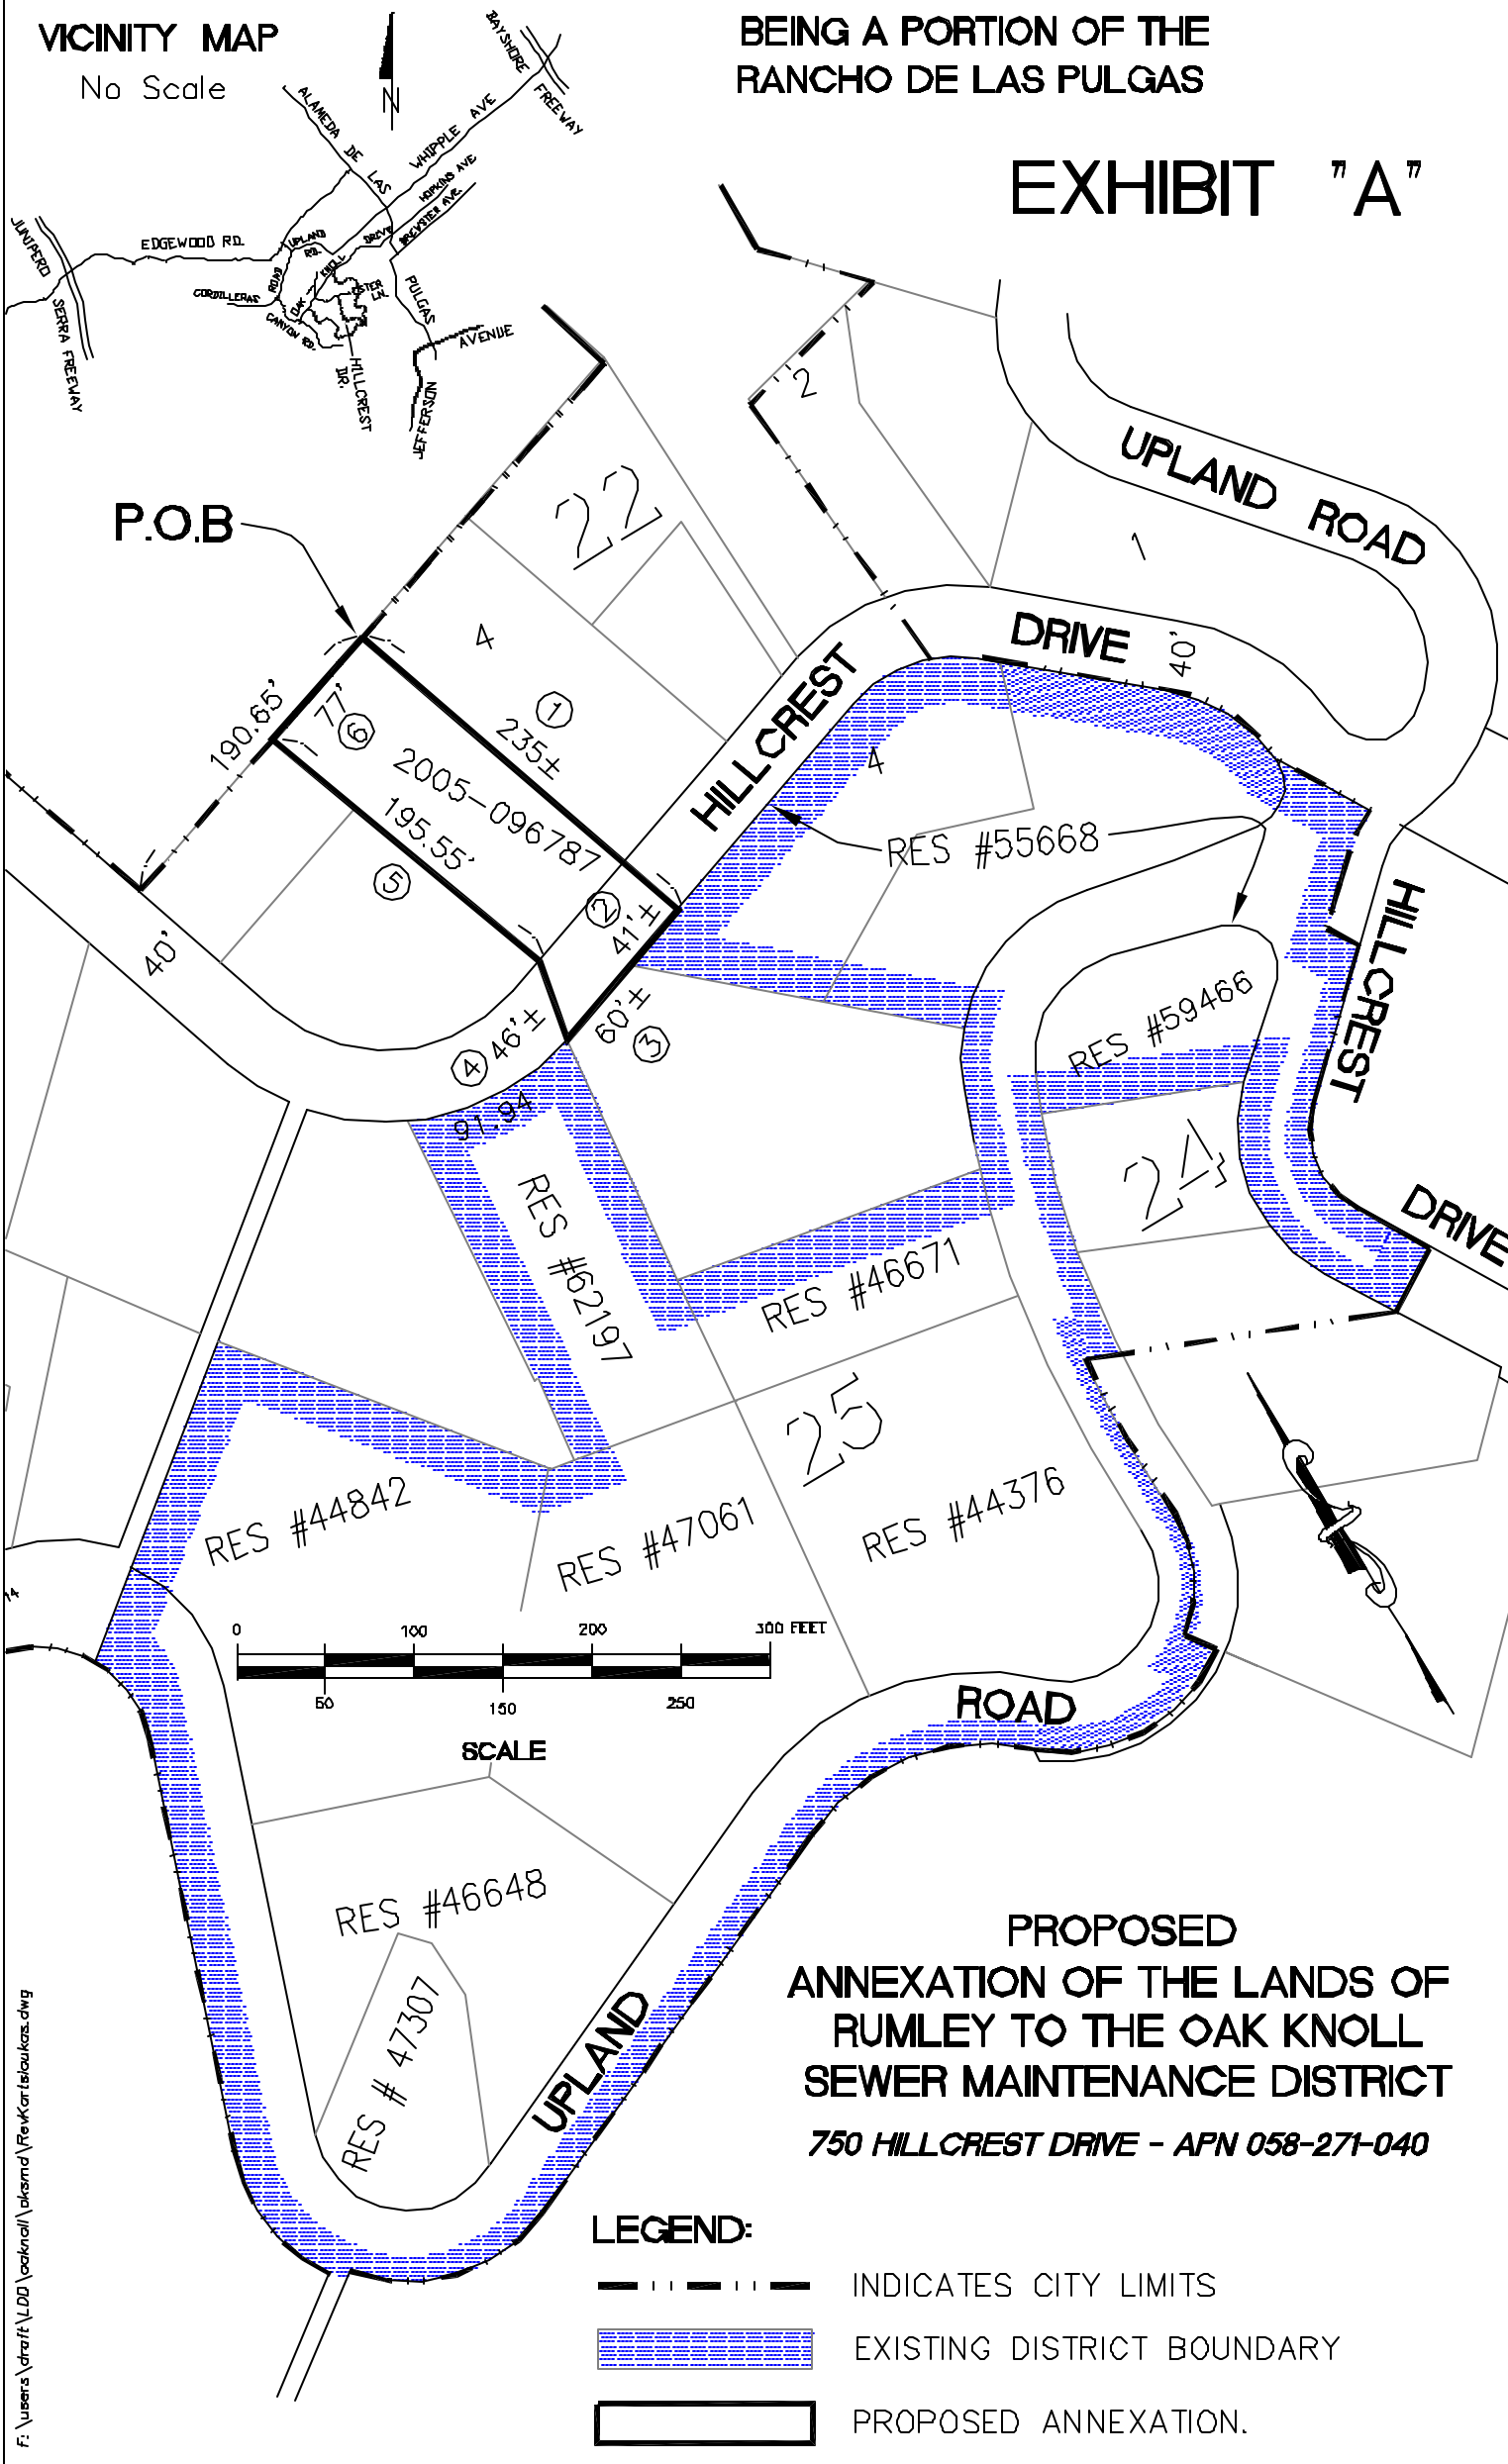 VICINITY MAP
No Scale
BEING A PORTION OF THE
RANCHO DE LAS PULGAS
EXHIBIT "A"
N
BAYSHORE
FREEWAY
ALAMEDA
DE
LAS
PULGAS
WHIPPLE AVE
HOPKINS AVE
BREWSTER AVE.
JUNIPERO
SERRA FREEWAY
EDGEWOOD RD.
UPLAND
RD.
ROAD
KNOLL
DRIVE
OAK
CORDILLERAS
CANYON RD.
LN.
HILLCREST
DR.
JEFFERSON
AVENUE
P.O.B
22
2
1
UPLAND ROAD
4
HILLCREST
DRIVE
40'
190.65'
77'
6
1
235±
2005-096787
195.55'
5
2
41'±
60'±
3
4
46'±
91.94
40'
4
RES #55668
RES #59466
HILLCREST
DRIVE
24
RES #62197
RES #46671
25
RES #44842
RES #47061
RES #44376
0
100
200
300 FEET
50
150
250
SCALE
ROAD
RES #46648
RES # 47307
UPLAND
PROPOSED
ANNEXATION OF THE LANDS OF
RUMLEY TO THE OAK KNOLL
SEWER MAINTENANCE DISTRICT
750 HILLCREST DRIVE - APN 058-271-040
LEGEND:
INDICATES CITY LIMITS
EXISTING DISTRICT BOUNDARY
PROPOSED ANNEXATION.